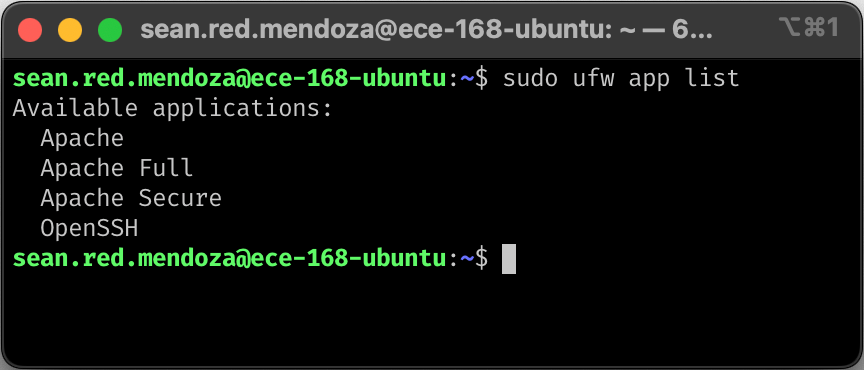 sean.red.mendoza@ece-168-ubuntu: ~ — 6... ⌥⌘1
sean.red.mendoza@ece-168-ubuntu:~$ sudo ufw app list
Available applications:
  Apache
  Apache Full
  Apache Secure
  OpenSSH
sean.red.mendoza@ece-168-ubuntu:~$